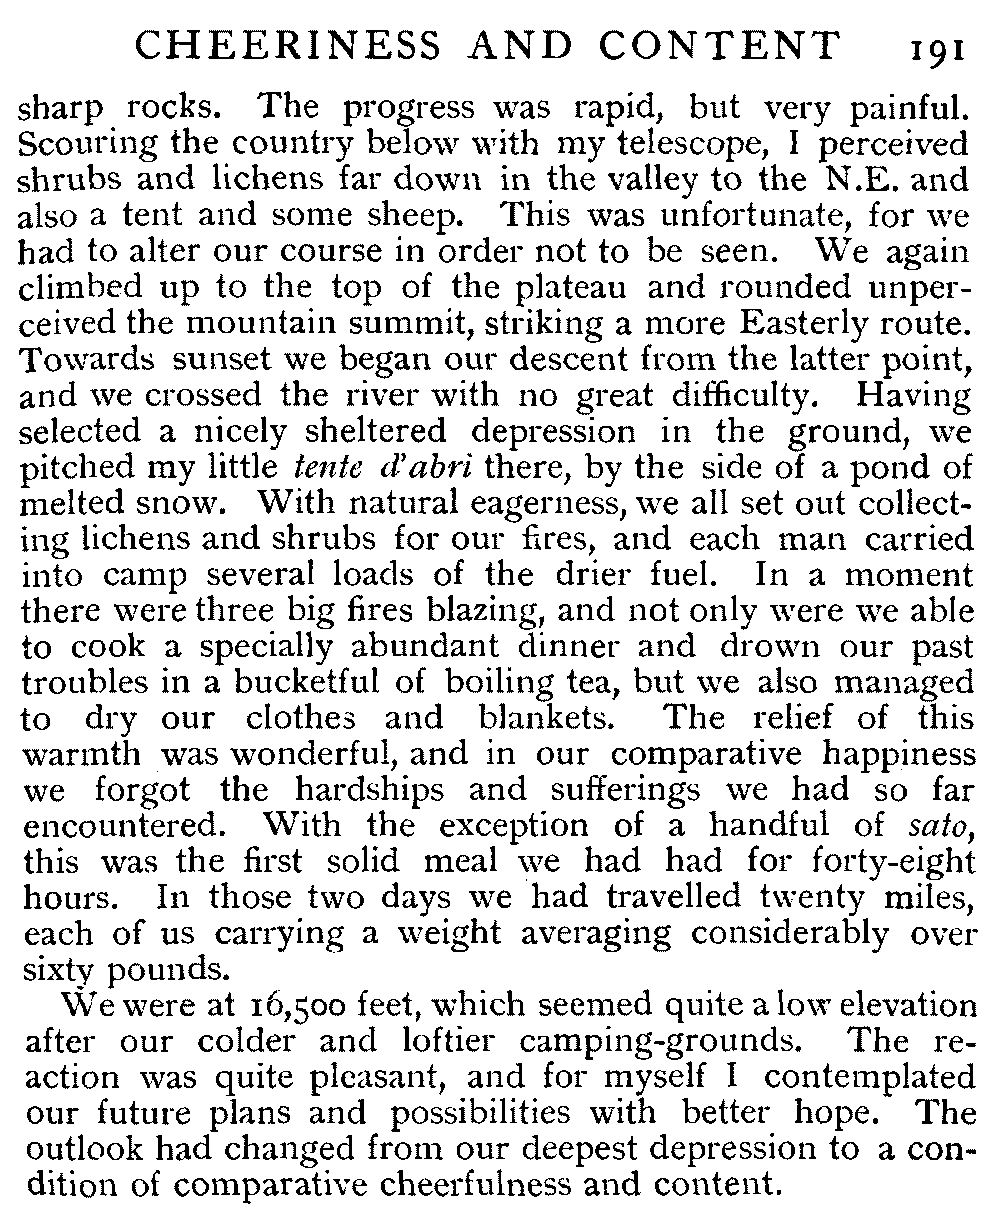 CHEERINESS AND CONTENT 191
sharp rocks. The progress was rapid, but very painful.
Scouring the country below with my telescope, I perceived
shrubs and lichens far down in the valley to the N.E. and
also a tent and some sheep. This was unfortunate, for we
had to alter our course in order not to be seen. We again
climbed up to the top of the plateau and rounded unper-
ceived the mountain summit, striking a more Easterly route.
Towards sunset we began our descent from the latter point,
and we crossed the river with no great difficulty. Having
selected a nicely sheltered depression in the ground, we
pitched my little tente d'abri there, by the side of a pond of
melted snow. With natural eagerness, we all set out collect-
ing lichens and shrubs for our fires, and each man carried
into camp several loads of the drier fuel. In a moment
there were three big fires blazing, and not only were we able
to cook a specially abundant dinner and drown our past
troubles in a bucketful of boiling tea, but we also managed
to dry our clothes and blankets. The relief of this
warmth was wonderful, and in our comparative happiness
we forgot the hardships and sufferings we had so far
encountered. With the exception of a handful of sato,
this was the first solid meal we had had for forty-eight
hours. In those two days we had travelled twenty miles,
each of us carrying a weight averaging considerably over
sixty pounds.
We were at 16,500 feet, which seemed quite a low elevation
after our colder and loftier camping-grounds. The re-
action was quite pleasant, and for myself I contemplated
our future plans and possibilities with better hope. The
outlook had changed from our deepest depression to a con-
dition of comparative cheerfulness and content.